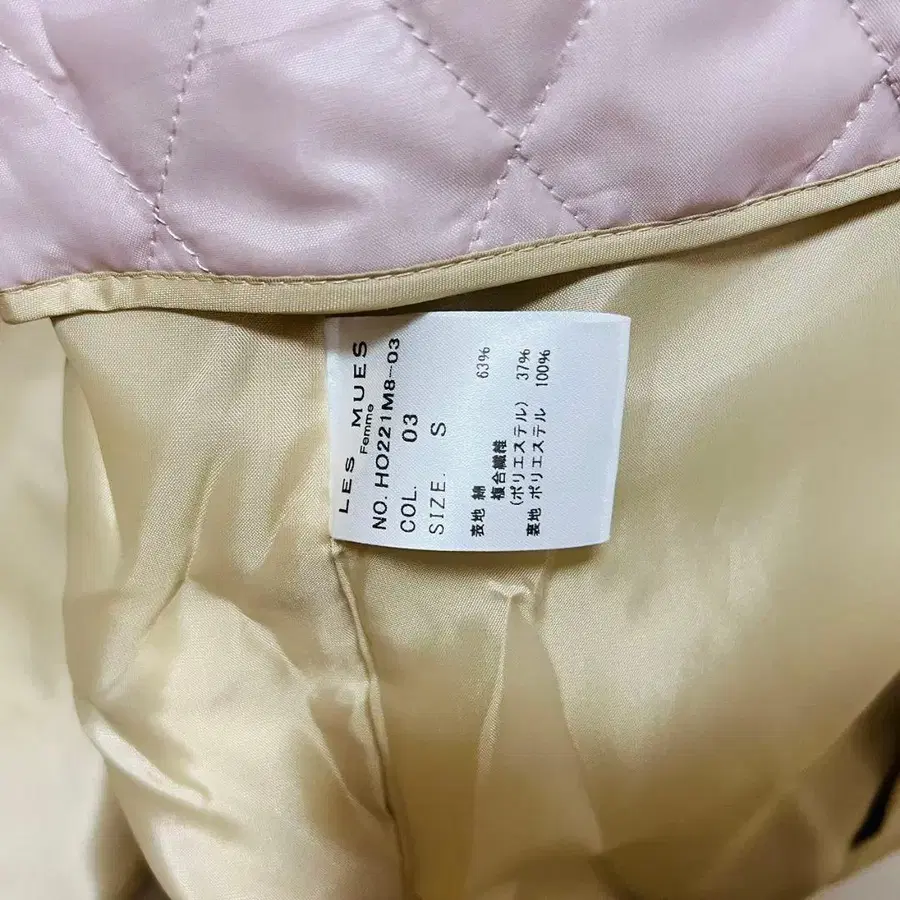 LES MUES
Femme
NO. HO221M8-03
COL. 03
SIZE. S
表地 綿 63%
複合繊維
(ポリエステル) 37%
裏地 ポリエステル 100%